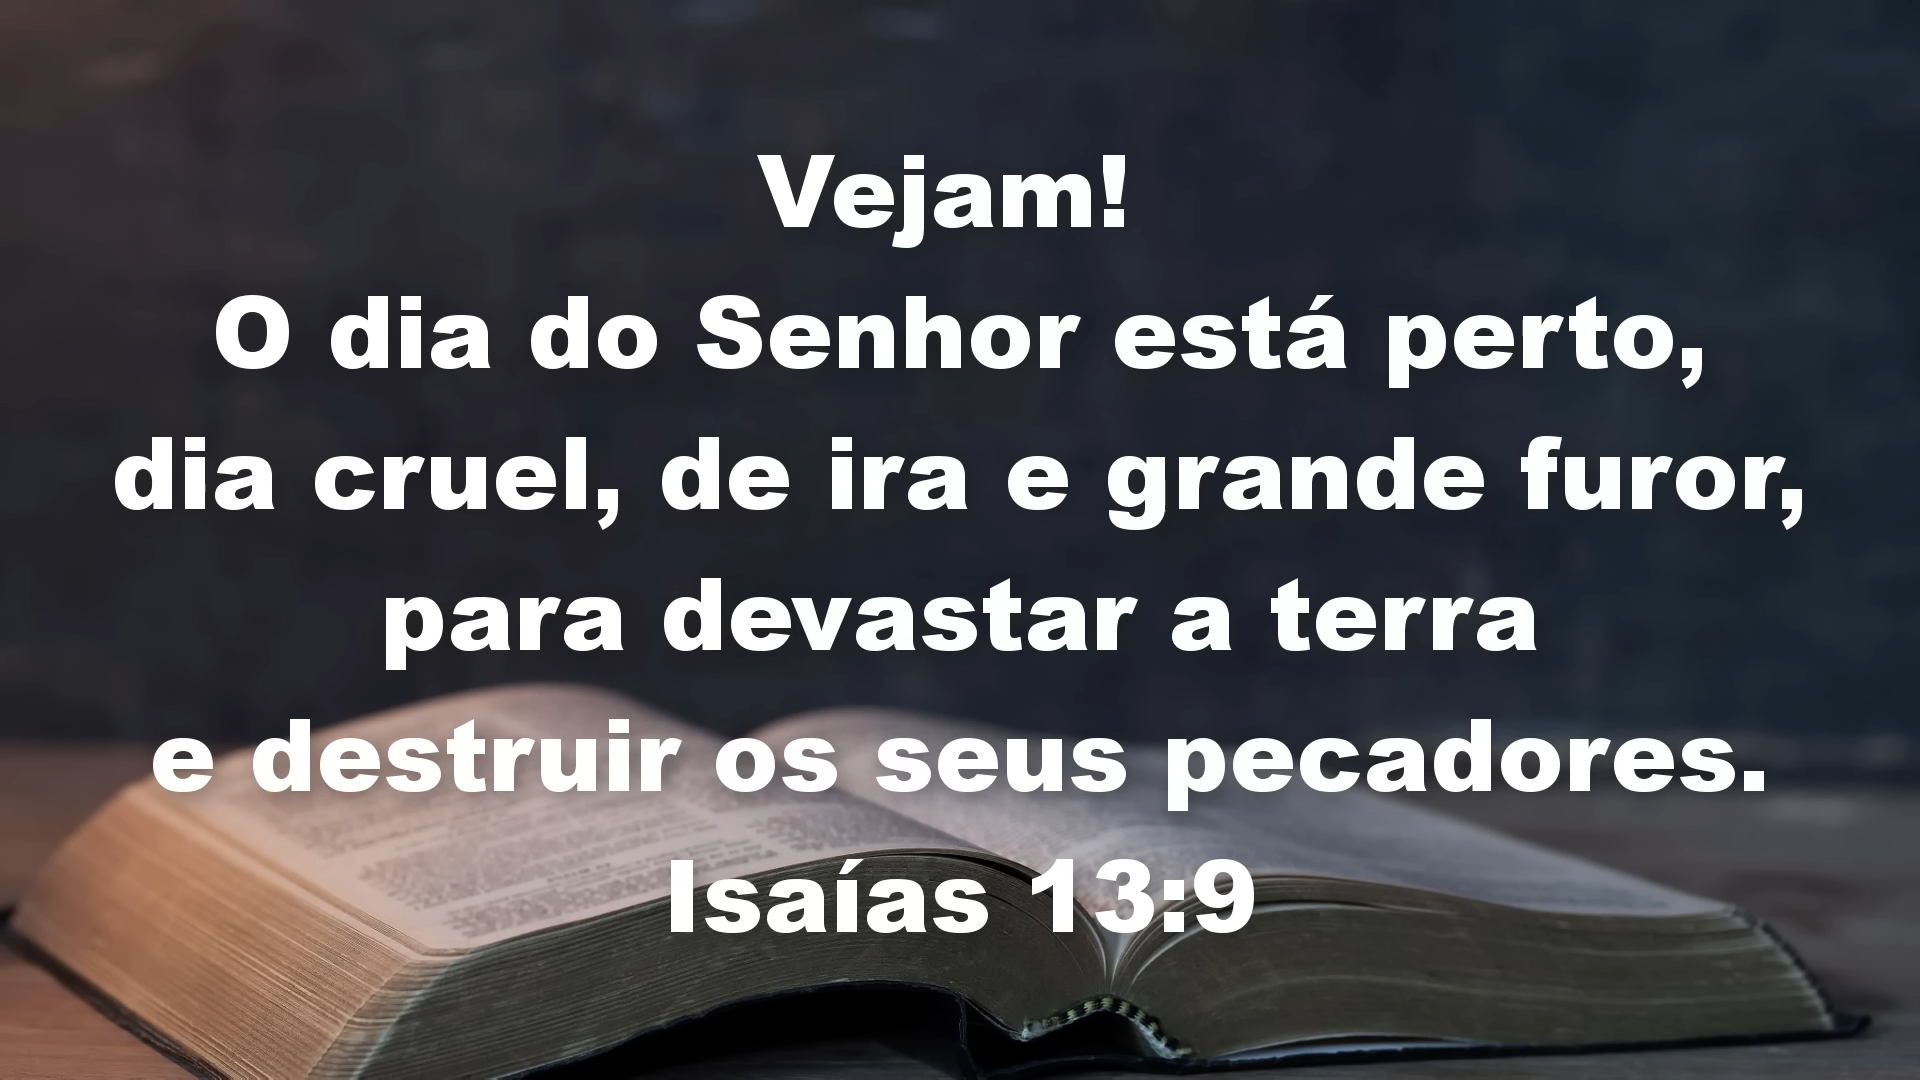 Vejam!
O dia do Senhor está perto,
dia cruel, de ira e grande furor,
para devastar a terra
e destruir os seus pecadores.
Isaías 13:9